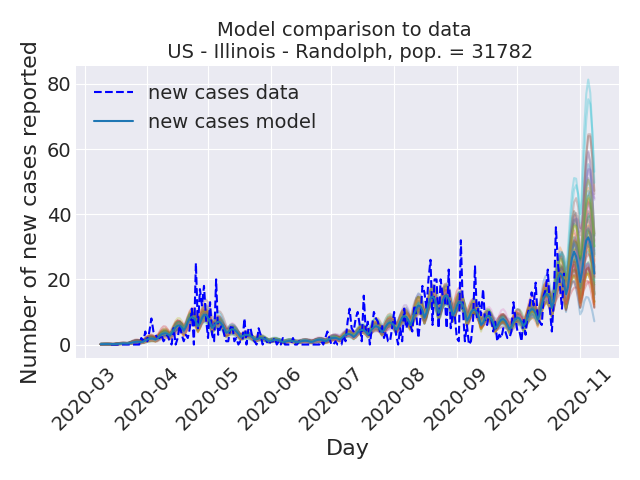 Model comparison to data
US - Illinois - Randolph, pop. = 31782
Number of new cases reported
80
60
40
20
0
new cases data
new cases model
2020-03
2020-04
2020-05
2020-06
2020-07
2020-08
2020-09
2020-10
2020-11
Day